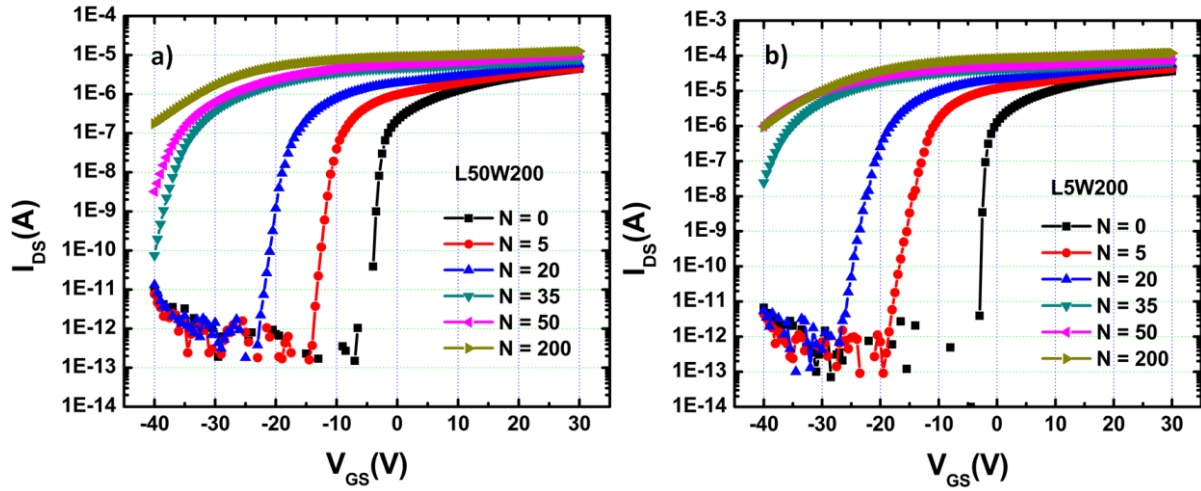 a)
1E-4
1E-5
1E-6
1E-7
1E-8
1E-9
1E-10
1E-11
1E-12
1E-13
1E-14
I_DS(A)
-40 -30 -20 -10 0 10 20 30
V_GS(V)
L50W200
N = 0
N = 5
N = 20
N = 35
N = 50
N = 200
b)
1E-3
1E-4
1E-5
1E-6
1E-7
1E-8
1E-9
1E-10
1E-11
1E-12
1E-13
1E-14
I_DS(A)
-40 -30 -20 -10 0 10 20 30
V_GS(V)
L5W200
N = 0
N = 5
N = 20
N = 35
N = 50
N = 200